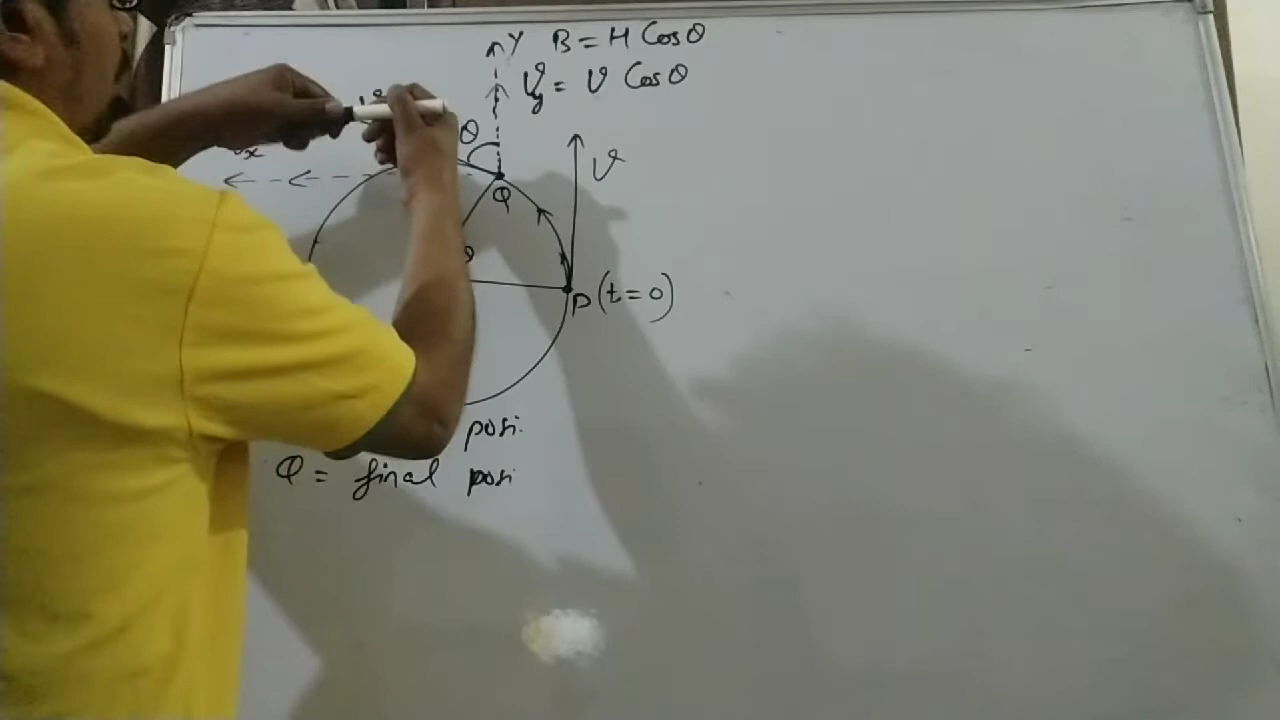 Y B = H Cos θ
v_y = v Cos θ
θ
v
x
Q
θ
P (t = 0)
posi.
Q = final posi